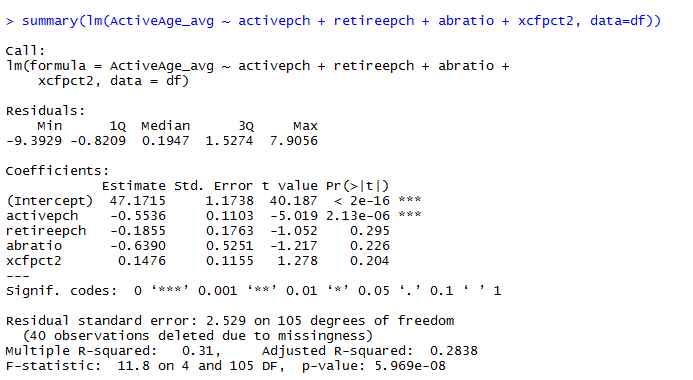 > summary(lm(ActiveAge_avg ~ activepch + retireepch + abratio + xcfpct2, data=df))
Call:
lm(formula = ActiveAge_avg ~ activepch + retireepch + abratio +
    xcfpct2, data = df)
Residuals:
    Min      1Q  Median      3Q     Max
-9.3929 -0.8209  0.1947  1.5274  7.9056
Coefficients:
            Estimate Std. Error t value Pr(>|t|)
(Intercept)  47.1715     1.1738  40.187  < 2e-16 ***
activepch    -0.5536     0.1103  -5.019 2.13e-06 ***
retireepch   -0.1855     0.1763  -1.052    0.295
abratio      -0.6390     0.5251  -1.217    0.226
xcfpct2       0.1476     0.1155   1.278    0.204
---
Signif. codes:  0 ‘***’ 0.001 ‘**’ 0.01 ‘*’ 0.05 ‘.’ 0.1 ‘ ’ 1
Residual standard error: 2.529 on 105 degrees of freedom
  (40 observations deleted due to missingness)
Multiple R-squared:   0.31,     Adjusted R-squared:  0.2838
F-statistic:  11.8 on 4 and 105 DF,  p-value: 5.969e-08